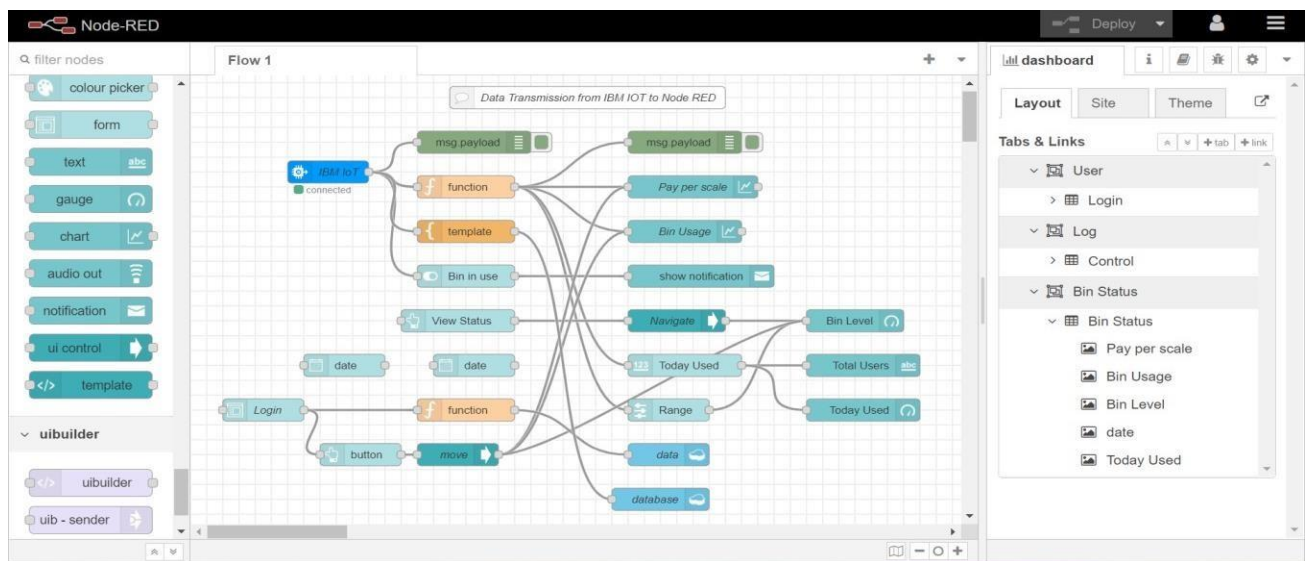 Node-RED
Deploy
filter nodes
colour picker
form
text
abc
gauge
chart
audio out
notification
ui control
template
uibuilder
uibuilder
uib - sender
Flow 1
Data Transmission from IBM IOT to Node RED
msg.payload
msg.payload
IBM IoT
connected
function
Pay per scale
template
Bin Usage
Bin in use
show notification
View Status
Navigate
Bin Level
date
date
123 Today Used
Total Users abc
Login
function
Range
Today Used
button
move
data
database
dashboard
i
Layout
Site
Theme
Tabs & Links
+ tab
+ link
User
Login
Log
Control
Bin Status
Bin Status
Pay per scale
Bin Usage
Bin Level
date
Today Used